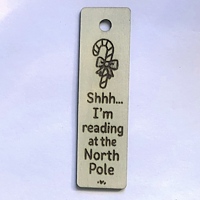 Shhh...
I'm
reading
at the
North
Pole